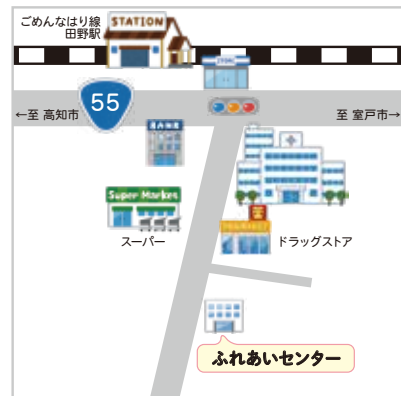 ごめんなはり線
田野駅
STATION
55
←至 高知市
至 室戸市→
BANK
Super Market
スーパー
ドラッグストア
ふれあいセンター